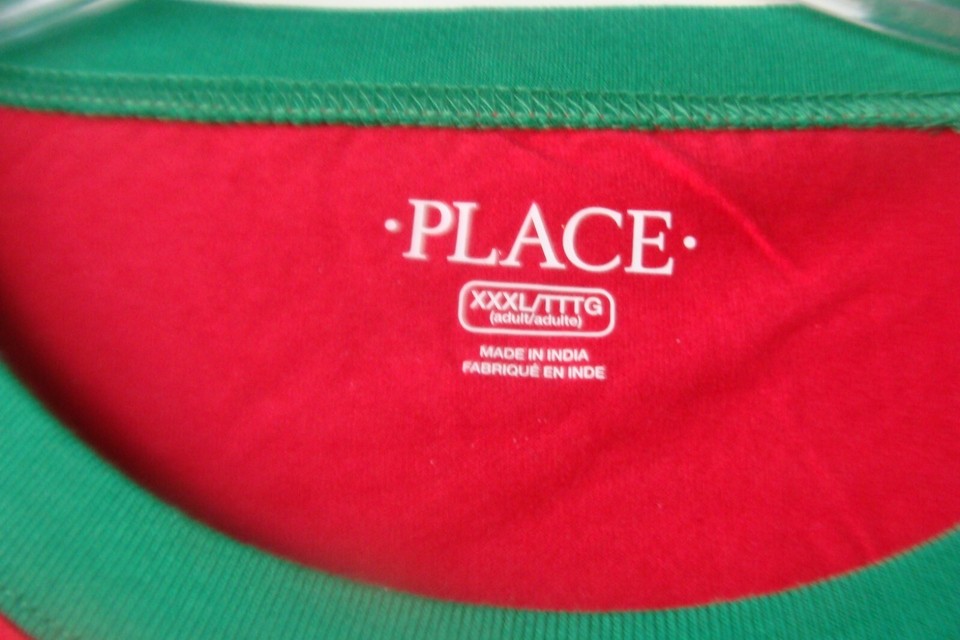 ·PLACE·
XXXL/TTTG
(adult/adulte)
MADE IN INDIA
FABRIQUÉ EN INDE